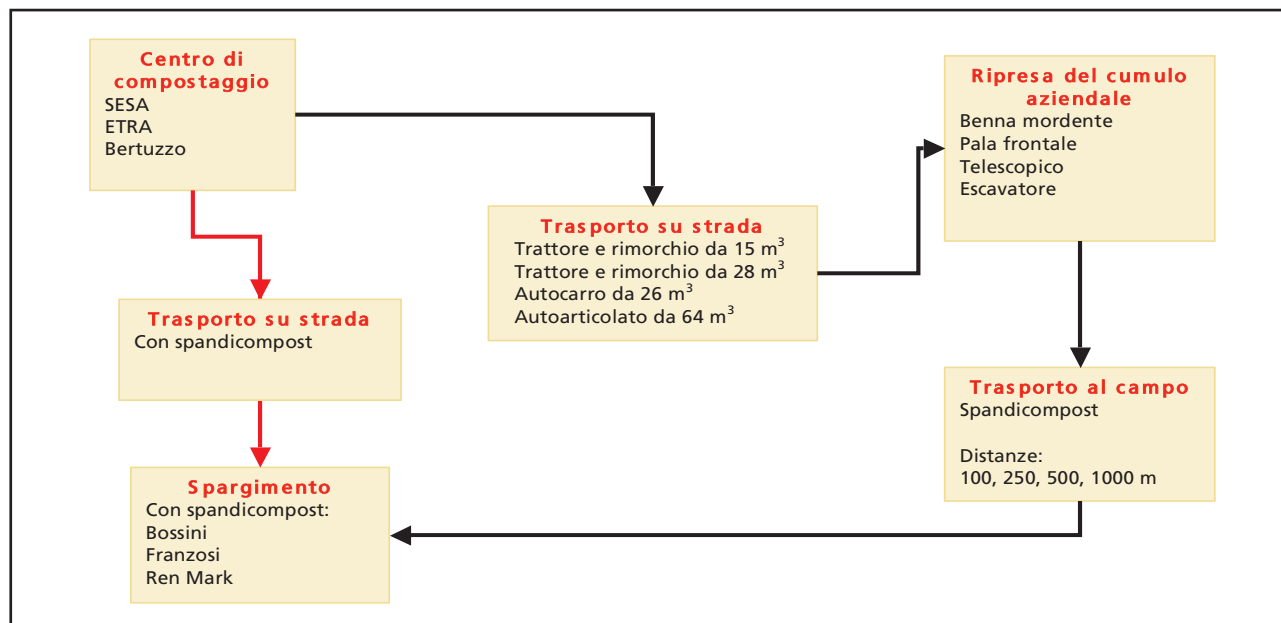 Centro di
compostaggio
SESA
ETRA
Bertuzzo
Trasporto su strada
Trattore e rimorchio da 15 m³
Trattore e rimorchio da 28 m³
Autocarro da 26 m³
Autoarticolato da 64 m³
Ripresa del cumulo
aziendale
Benna mordente
Pala frontale
Telescopico
Escavatore
Trasporto su strada
Con spandicompost
Trasporto al campo
Spandicompost
Distanze:
100, 250, 500, 1000 m
Spargimento
Con spandicompost:
Bossini
Franzosi
Ren Mark